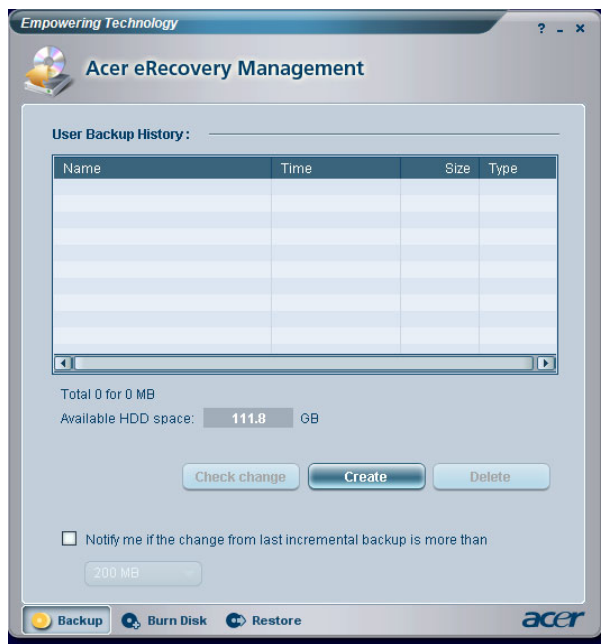 Empowering Technology
? - x
Acer eRecovery Management
User Backup History :
Name Time Size Type
Total 0 for 0 MB
Available HDD space: 111.8 GB
Check change Create Delete
Notify me if the change from last incremental backup is more than
200 MB
Backup Burn Disk Restore acer